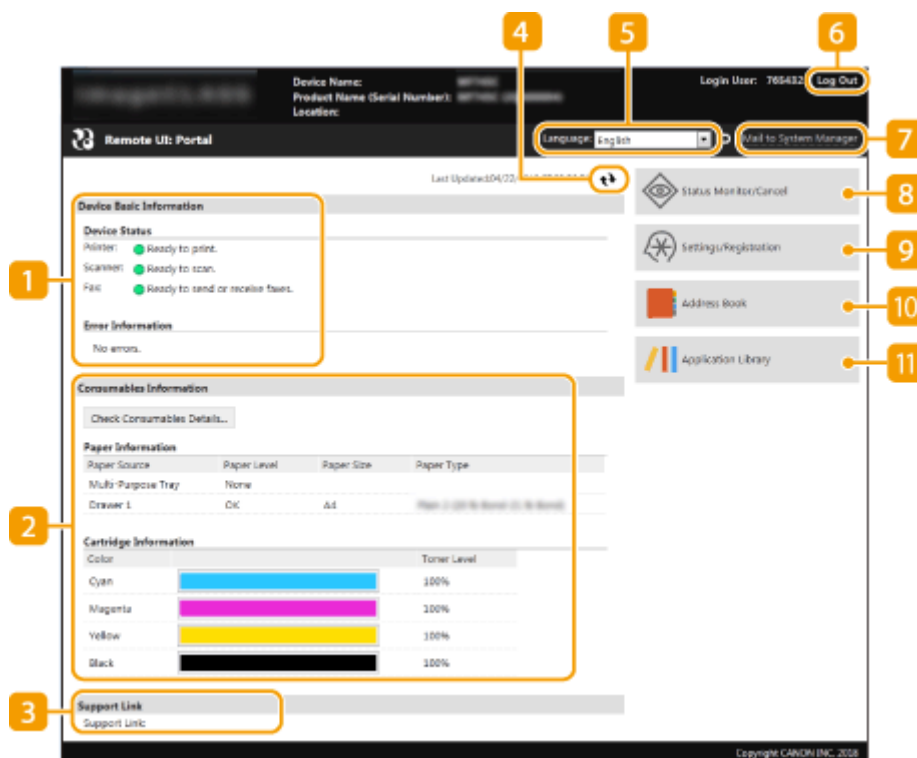 4 5 6
Device Name:
Login User: Log Out
Product Name (Serial Number):
Location:
Remote UI: Portal
Language: English
Mail to System Manager
7
Last Updated:04/22/
Status Monitor/Cancel
8
Device Basic Information
Device Status
Printer: Ready to print.
Settings/Registration
9
1
Scanner: Ready to scan.
Fax: Ready to send or receive faxes.
Address Book
10
Error Information
No errors.
Application Library
11
Consumables Information
Check Consumables Details...
Paper Information
Paper Source Paper Level Paper Size Paper Type
Multi-Purpose Tray None
Drawer 1 OK A4
2
Cartridge Information
Color Toner Level
Cyan 100%
Magenta 100%
Yellow 100%
Black 100%
3
Support Link
Support Link:
Copyright CANON INC. 2018